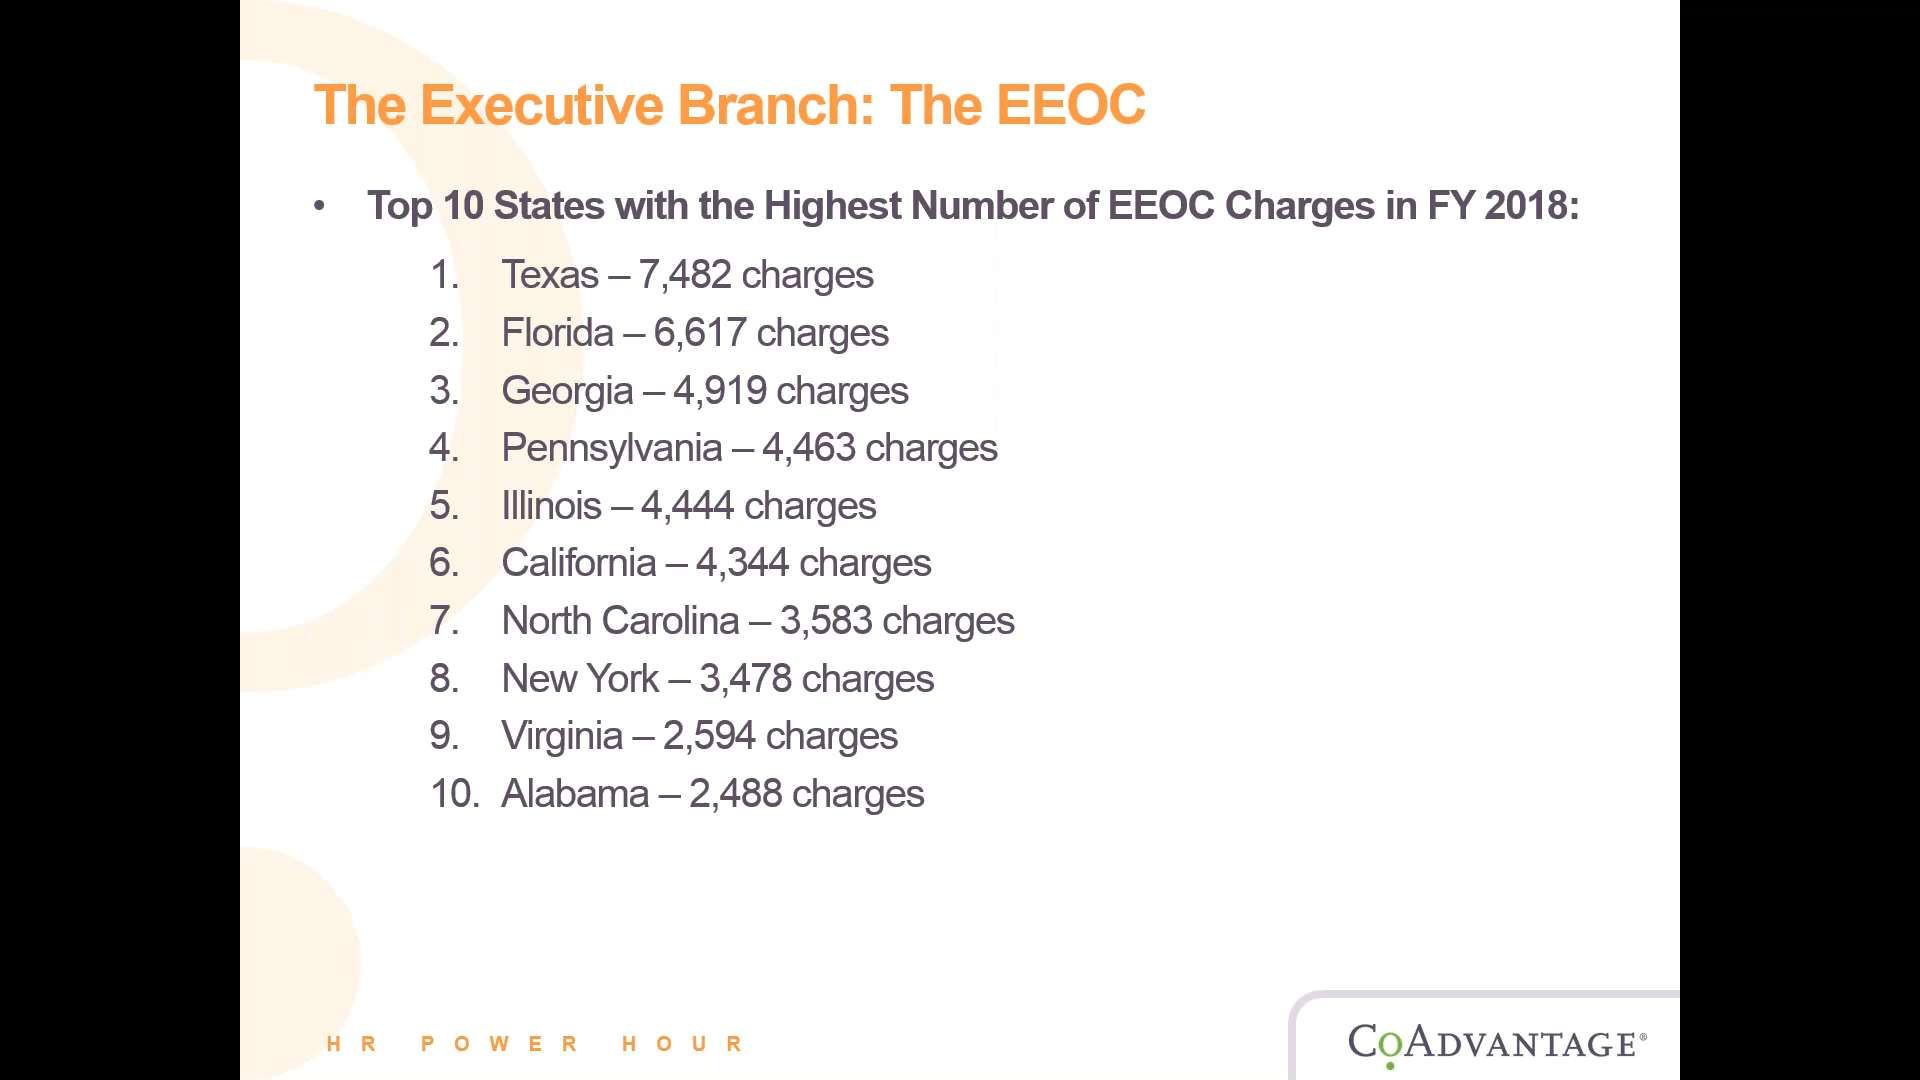 The Executive Branch: The EEOC
• Top 10 States with the Highest Number of EEOC Charges in FY 2018:
1. Texas – 7,482 charges
2. Florida – 6,617 charges
3. Georgia – 4,919 charges
4. Pennsylvania – 4,463 charges
5. Illinois – 4,444 charges
6. California – 4,344 charges
7. North Carolina – 3,583 charges
8. New York – 3,478 charges
9. Virginia – 2,594 charges
10. Alabama – 2,488 charges
HR POWER HOUR
CoAdvantage®